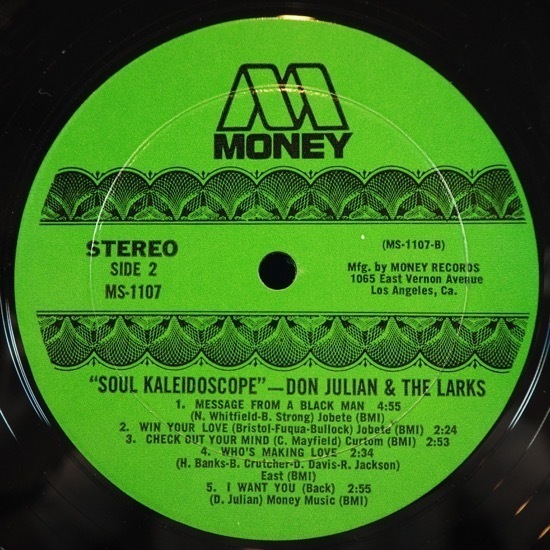 M
MONEY
STEREO
SIDE 2
MS-1107
(MS-1107-B)
Mfg. by MONEY RECORDS
1065 East Vernon Avenue
Los Angeles, Ca.
"SOUL KALEIDOSCOPE"—DON JULIAN & THE LARKS
1. MESSAGE FROM A BLACK MAN 4:55
(N. Whitfield-B. Strong) Jobete (BMI)
2. WIN YOUR LOVE (Bristol-Fuqua-Bullock) Jobete (BMI) 2:24
3. CHECK OUT YOUR MIND (C. Mayfield) Curtom (BMI) 2:53
4. WHO'S MAKING LOVE 2:34
(H. Banks-B. Crutcher-D. Davis-R. Jackson)
East (BMI)
5. I WANT YOU (Back) 2:55
(D. Julian) Money Music (BMI)